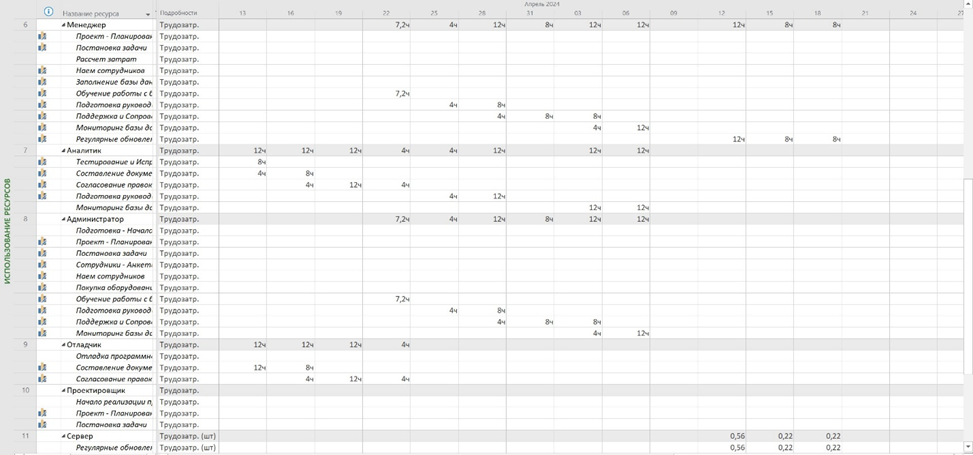 Апрель 2024
Название ресурса Подробности 13 16 19 22 25 28 31 03 06 09 12 15 18 21 24 27
6 Менеджер Трудозатр. 7,2ч 4ч 12ч 8ч 12ч 12ч 12ч 8ч 8ч
Проект - Планирован Трудозатр.
Постановка задачи Трудозатр.
Рассчет затрат Трудозатр.
Наем сотрудников Трудозатр.
Заполнение базы дан Трудозатр.
Обучение работы с б Трудозатр. 7,2ч
Подготовка руковод Трудозатр. 4ч 8ч
Поддержка и Сопров Трудозатр. 4ч 8ч 8ч
Мониторинг базы да Трудозатр. 4ч 12ч
Регулярные обновле Трудозатр. 12ч 8ч 8ч
7 Аналитик Трудозатр. 12ч 12ч 12ч 4ч 4ч 12ч 12ч 12ч
Тестирование и Испр Трудозатр. 8ч
Составление докуме Трудозатр. 4ч 8ч
Согласование правок Трудозатр. 4ч 12ч 4ч
Подготовка руковод Трудозатр. 4ч 12ч
Мониторинг базы да Трудозатр. 12ч 12ч
8 Администратор Трудозатр. 7,2ч 4ч 12ч 8ч 12ч 12ч
Подготовка - Начало Трудозатр.
Проект - Планирован Трудозатр.
Постановка задачи Трудозатр.
Сотрудники - Анкет Трудозатр.
Наем сотрудников Трудозатр.
Покупка оборудован Трудозатр.
Обучение работы с б Трудозатр. 7,2ч
Подготовка руковод Трудозатр. 4ч 8ч
Поддержка и Сопров Трудозатр. 4ч 8ч 8ч
Мониторинг базы да Трудозатр. 4ч 12ч
9 Отладчик Трудозатр. 12ч 12ч 12ч 4ч
Отладка программн Трудозатр.
Составление докуме Трудозатр. 12ч 8ч
Согласование правок Трудозатр. 4ч 12ч 4ч
10 Проектировщик Трудозатр.
Начало реализации п Трудозатр.
Проект - Планирован Трудозатр.
Постановка задачи Трудозатр.
11 Сервер Трудозатр. (шт) 0,56 0,22 0,22
Регулярные обновле Трудозатр. (шт) 0,56 0,22 0,22
ИСПОЛЬЗОВАНИЕ РЕСУРСОВ